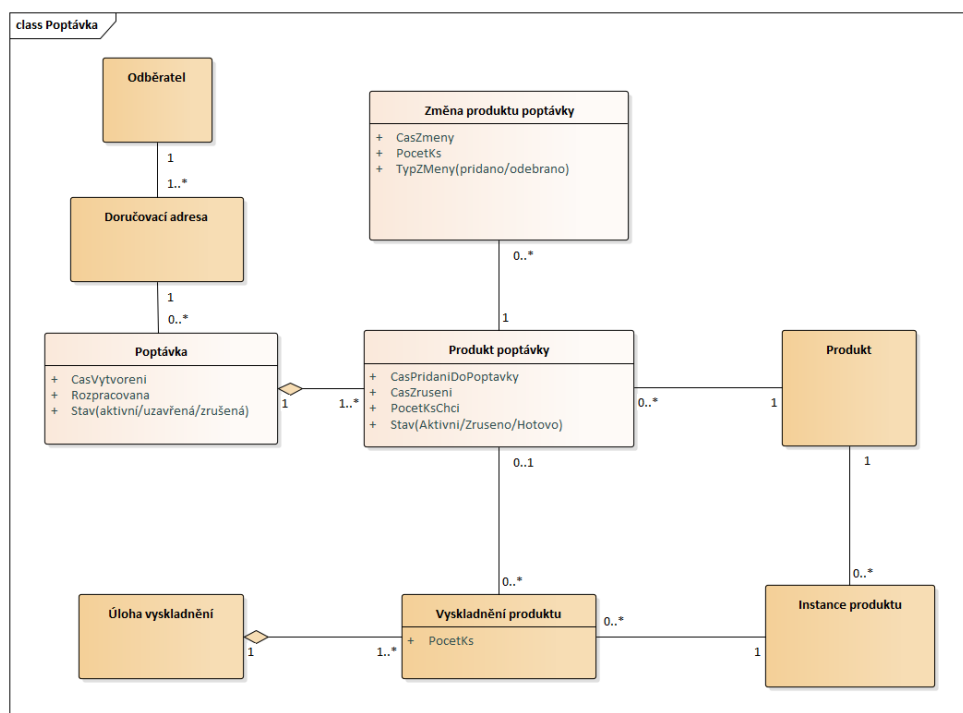 class Poptávka
Odběratel
1
1..*
Doručovací adresa
1
0..*
Změna produktu poptávky
+ CasZmeny
+ PocetKs
+ TypZMeny(pridano/odebrano)
0..*
1
Poptávka
+ CasVytvoreni
+ Rozpracovana
+ Stav(aktivní/uzavřená/zrušená)
1
1..*
Produkt poptávky
+ CasPridaniDoPoptavky
+ CasZruseni
+ PocetKsChci
+ Stav(Aktivni/Zruseno/Hotovo)
0..*
1
Produkt
0..1
0..*
1
0..*
Úloha vyskladnění
1
1..*
Vyskladnění produktu
+ PocetKs
0..*
1
Instance produktu